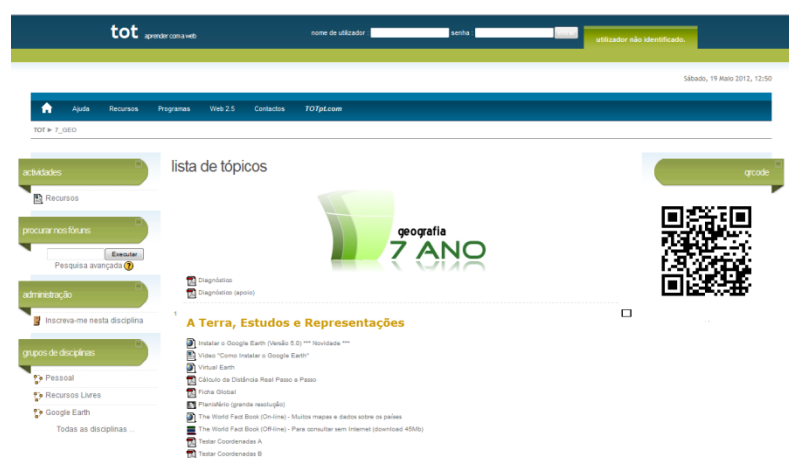 tot aprender com a web
nome de utilizador :
senha :
utilizador não identificado.
Sábado, 19 Maio 2012, 12:50
Ajuda Recursos Programas Web 2.5 Contactos TOTpt.com
TOT ► 7_GEO
actividades
Recursos
procurar nos fóruns
Executar
Pesquisa avançada ?
administração
Inscreva-me nesta disciplina
grupos de disciplinas
Pessoal
Recursos Livres
Google Earth
Todas as disciplinas ...
lista de tópicos
geografia
7 ANO
Diagnóstico
Diagnóstico (apoio)
1
A Terra, Estudos e Representações
Instalar o Google Earth (Versão 5.0) *** Novidade ***
Vídeo "Como Instalar o Google Earth"
Virtual Earth
Cálculo da Distância Real Passo a Passo
Ficha Global
Planisfério (grande resolução)
The World Fact Book (On-line) - Muitos mapas e dados sobre os países
The World Fact Book (Off-line) - Para consultar sem Internet (download 45Mb)
Testar Coordenadas A
Testar Coordenadas B
qrcode